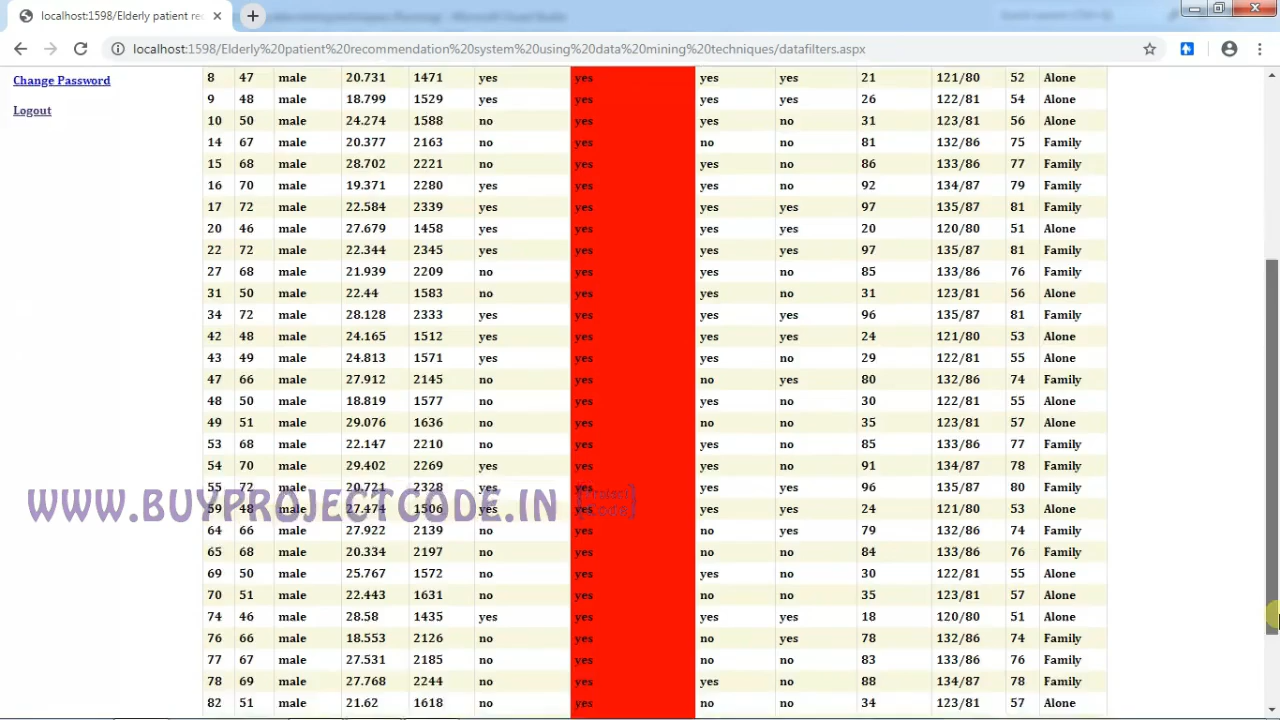 localhost:1598/Elderly patient rec
localhost:1598/Elderly%20patient%20recommendation%20system%20using%20data%20mining%20techniques/datafilters.aspx
Change Password
Logout
8 47 male 20.731 1471 yes yes yes yes 21 121/80 52 Alone
9 48 male 18.799 1529 yes yes yes yes 26 122/81 54 Alone
10 50 male 24.274 1588 no yes yes no 31 123/81 56 Alone
14 67 male 20.377 2163 no yes no no 81 132/86 75 Family
15 68 male 28.702 2221 no yes yes no 86 133/86 77 Family
16 70 male 19.371 2280 yes yes yes no 92 134/87 79 Family
17 72 male 22.584 2339 yes yes yes yes 97 135/87 81 Family
20 46 male 27.679 1458 yes yes yes yes 20 120/80 51 Alone
22 72 male 22.344 2345 yes yes yes yes 97 135/87 81 Family
27 68 male 21.939 2209 no yes yes no 85 133/86 76 Family
31 50 male 22.44 1583 no yes yes no 31 123/81 56 Alone
34 72 male 28.128 2333 yes yes yes yes 96 135/87 81 Family
42 48 male 24.165 1512 yes yes yes yes 24 121/80 53 Alone
43 49 male 24.813 1571 yes yes yes no 29 122/81 55 Alone
47 66 male 27.912 2145 no yes no yes 80 132/86 74 Family
48 50 male 18.819 1577 no yes yes no 30 122/81 55 Alone
49 51 male 29.076 1636 no yes no no 35 123/81 57 Alone
53 68 male 22.147 2210 no yes yes no 85 133/86 77 Family
54 70 male 29.402 2269 yes yes yes no 91 134/87 78 Family
55 72 male 20.721 2328 yes yes yes yes 96 135/87 80 Family
WWW.BUYPROJECTCODE.IN
59 48 male 27.474 1506 yes yes yes yes 21 121/80 53 Alone
64 66 male 27.922 2139 no yes no yes 79 132/86 74 Family
65 68 male 20.334 2197 no yes no no 84 133/86 76 Family
69 50 male 25.767 1572 no yes yes no 30 122/81 55 Alone
70 51 male 22.443 1631 no yes no no 35 123/81 57 Alone
74 46 male 28.58 1435 yes yes yes yes 18 120/80 51 Alone
76 66 male 18.553 2126 no yes no yes 78 132/86 74 Family
77 67 male 27.531 2185 no yes no no 83 133/86 76 Family
78 69 male 27.768 2244 no yes yes no 88 134/87 78 Family
82 51 male 21.62 1618 no yes no no 34 123/81 57 Alone